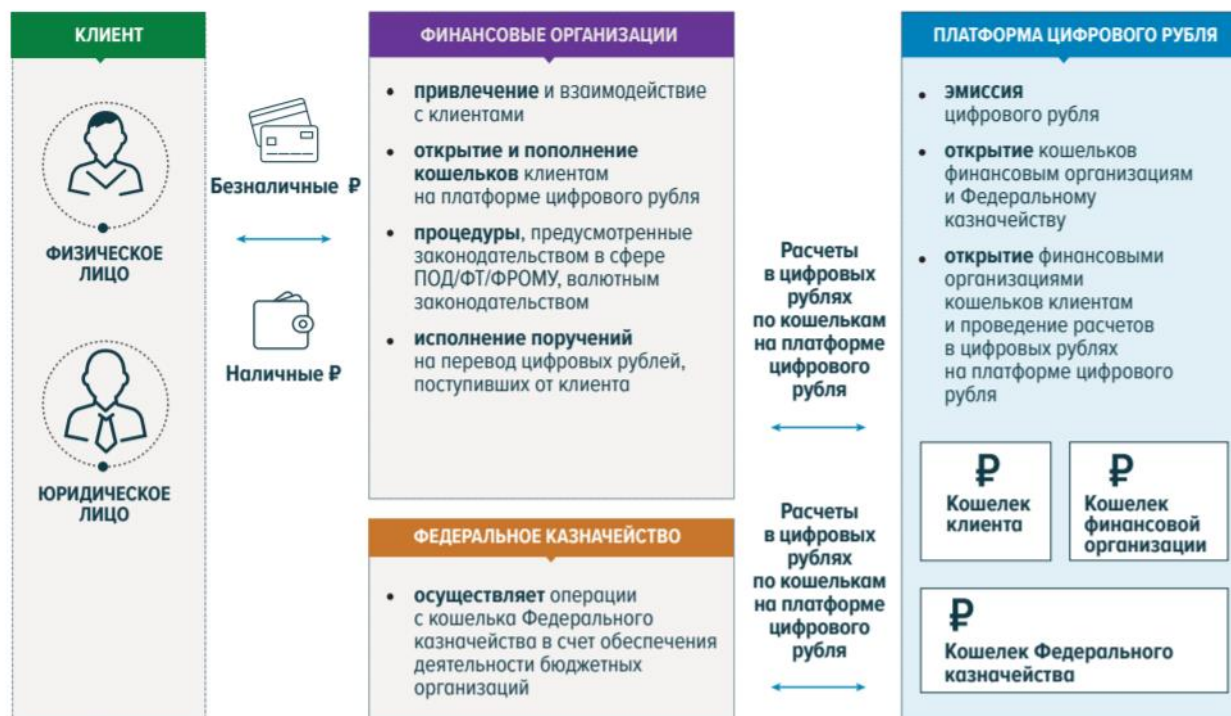 КЛИЕНТ
ФИЗИЧЕСКОЕ
ЛИЦО
ЮРИДИЧЕСКОЕ
ЛИЦО
Безналичные ₽
Наличные ₽
ФИНАНСОВЫЕ ОРГАНИЗАЦИИ
• привлечение и взаимодействие
с клиентами
• открытие и пополнение
кошельков клиентам
на платформе цифрового рубля
• процедуры, предусмотренные
законодательством в сфере
ПОД/ФТ/ФРОМУ, валютным
законодательством
• исполнение поручений
на перевод цифровых рублей,
поступивших от клиента
ФЕДЕРАЛЬНОЕ КАЗНАЧЕЙСТВО
• осуществляет операции
с кошелька Федерального
казначейства в счет обеспечения
деятельности бюджетных
организаций
Расчеты
в цифровых
рублях
по кошелькам
на платформе
цифрового
рубля
Расчеты
в цифровых
рублях
по кошелькам
на платформе
цифрового
рубля
ПЛАТФОРМА ЦИФРОВОГО РУБЛЯ
• эмиссия
цифрового рубля
• открытие кошельков
финансовым организациям
и Федеральному
казначейству
• открытие финансовыми
организациями
кошельков клиентам
и проведение расчетов
в цифровых рублях
на платформе цифрового
рубля
₽
Кошелек
клиента
₽
Кошелек
финансовой
организации
₽
Кошелек Федерального
казначейства